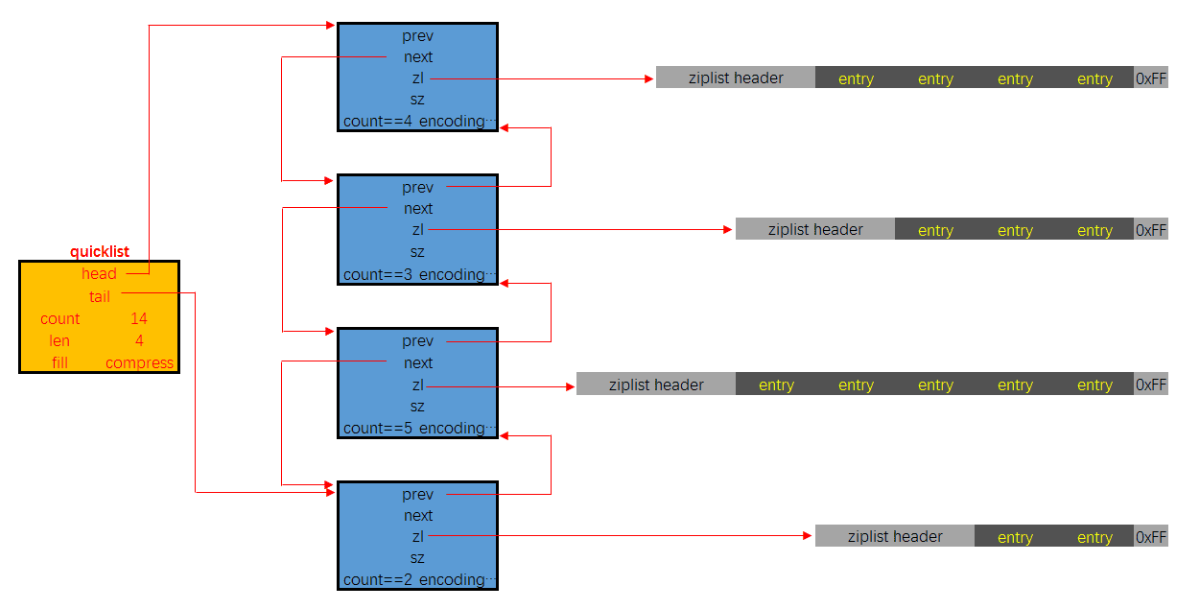 quicklist
head
tail
count 14
len 4
fill compress
prev
next
zl
sz
count==4 encoding…
ziplist header entry entry entry entry 0xFF
prev
next
zl
sz
count==3 encoding…
ziplist header entry entry entry 0xFF
prev
next
zl
sz
count==5 encoding…
ziplist header entry entry entry entry entry 0xFF
prev
next
zl
sz
count==2 encoding…
ziplist header entry entry 0xFF